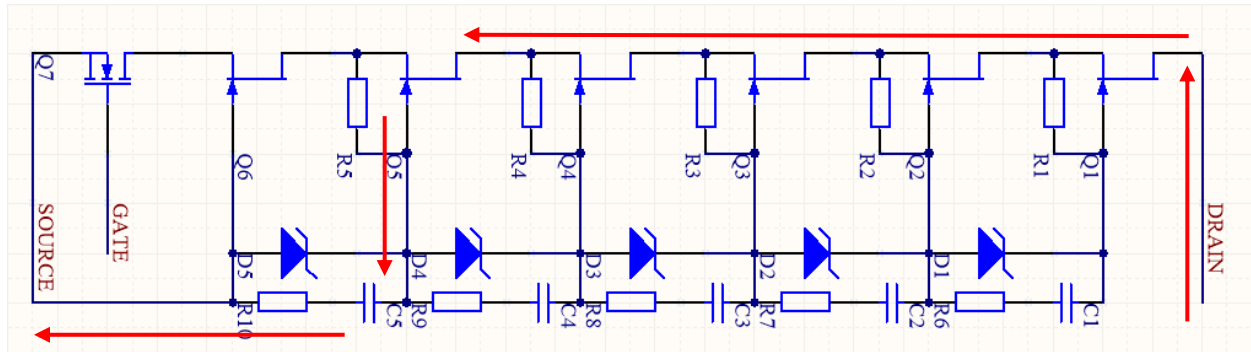 Q7
SOURCE
GATE
Q6
R5
Q5
R4
Q4
R3
Q3
R2
Q2
R1
Q1
DRAIN
D5
D4
D3
D2
D1
R10
C5
R9
C4
R8
C3
R7
C2
R6
C1